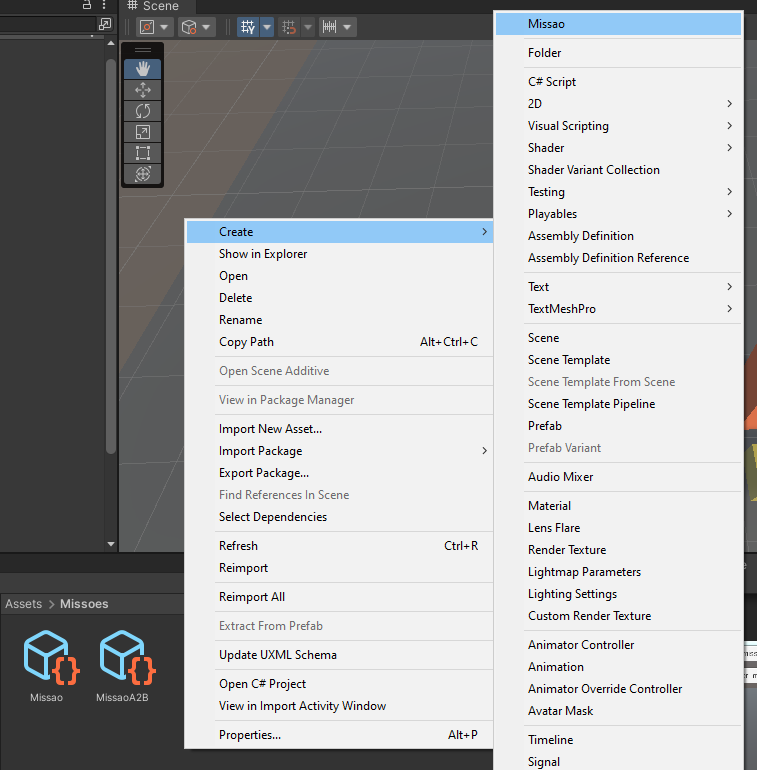 Scene
Create
Show in Explorer
Open
Delete
Rename
Copy Path Alt+Ctrl+C
Open Scene Additive
View in Package Manager
Import New Asset...
Import Package
Export Package...
Find References In Scene
Select Dependencies
Refresh Ctrl+R
Reimport
Reimport All
Extract From Prefab
Update UXML Schema
Open C# Project
View in Import Activity Window
Properties... Alt+P
Missao
Folder
C# Script
2D
Visual Scripting
Shader
Shader Variant Collection
Testing
Playables
Assembly Definition
Assembly Definition Reference
Text
TextMeshPro
Scene
Scene Template
Scene Template From Scene
Scene Template Pipeline
Prefab
Prefab Variant
Audio Mixer
Material
Lens Flare
Render Texture
Lightmap Parameters
Lighting Settings
Custom Render Texture
Animator Controller
Animation
Animator Override Controller
Avatar Mask
Timeline
Signal
Assets > Missoes
Missao
MissaoA2B